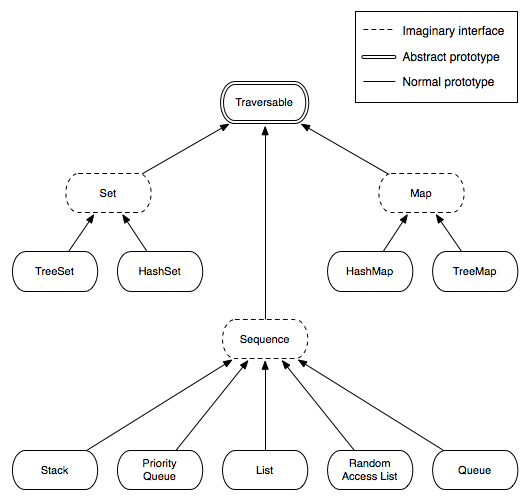 Imaginary interface
Abstract prototype
Normal prototype
Traversable
Set
Map
TreeSet
HashSet
HashMap
TreeMap
Sequence
Stack
Priority
Queue
List
Random
Access List
Queue